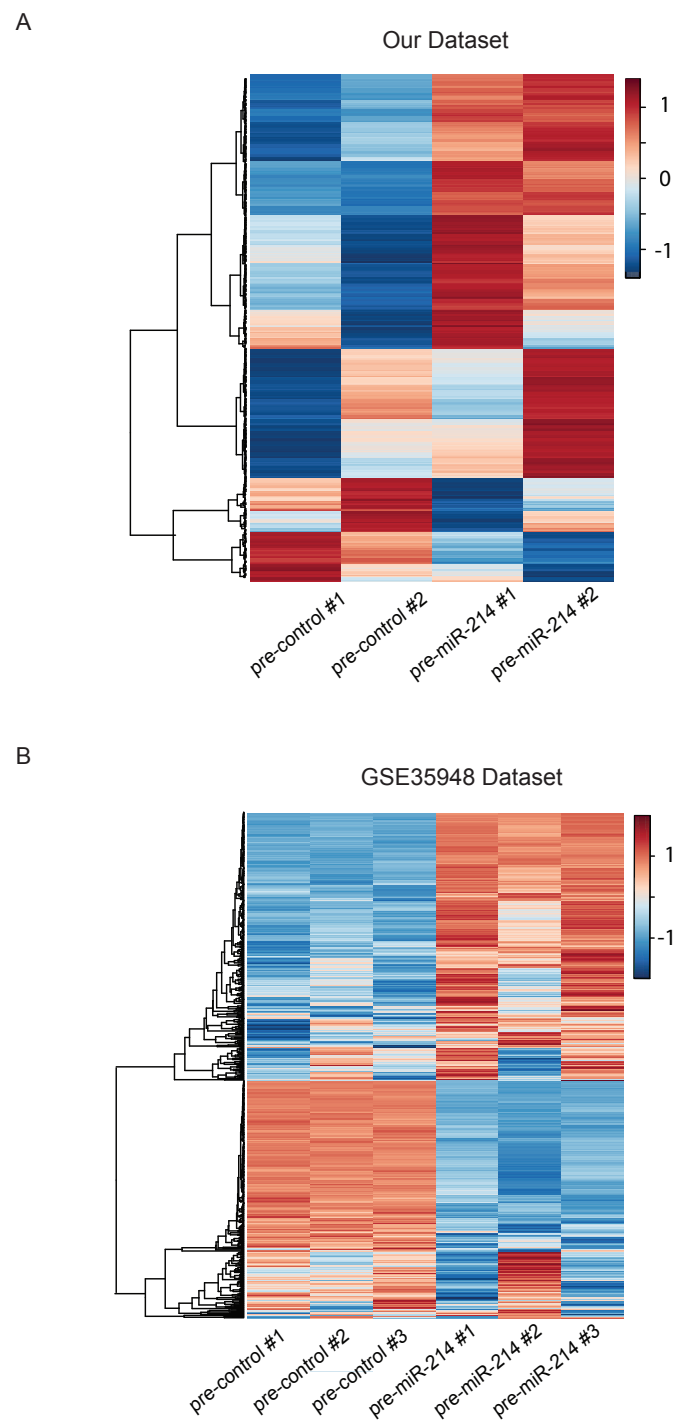 A
Our Dataset
1
0
-1
pre-control #1
pre-control #2
pre-miR-214 #1
pre-miR-214 #2
B
GSE35948 Dataset
1
-1
pre-control #1
pre-control #2
pre-control #3
pre-miR-214 #1
pre-miR-214 #2
pre-miR-214 #3